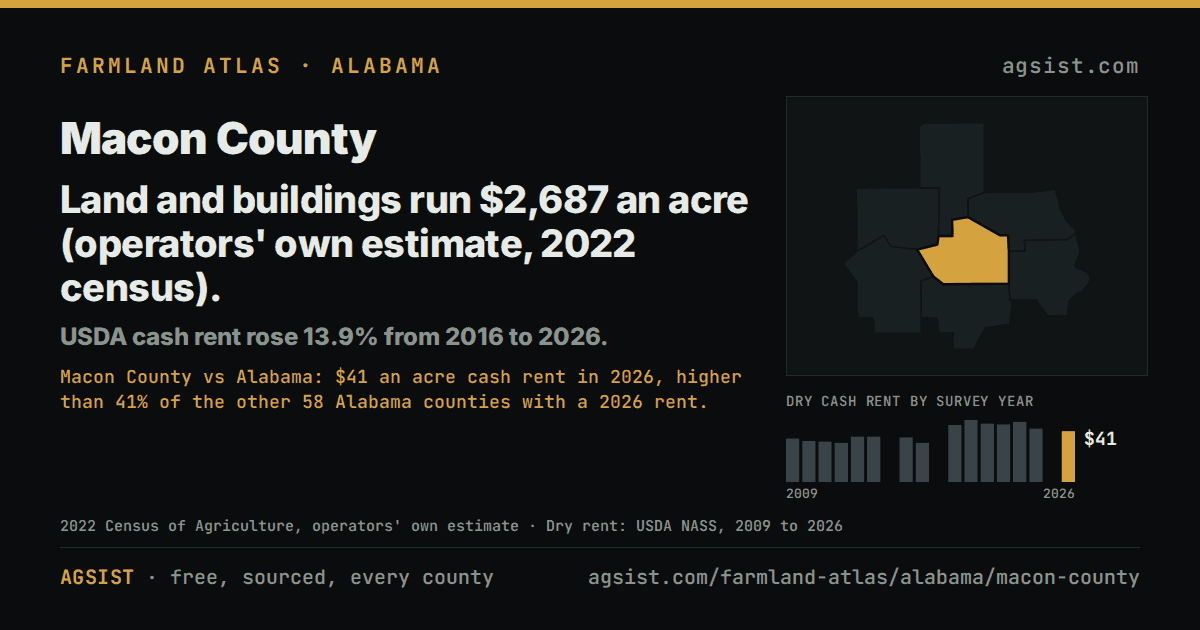 FARMLAND ATLAS · ALABAMA
agsist.com
Macon County
Land and buildings run $2,687 an acre
(operators' own estimate, 2022
census).
USDA cash rent rose 13.9% from 2016 to 2026.
Macon County vs Alabama: $41 an acre cash rent in 2026, higher
than 41% of the other 58 Alabama counties with a 2026 rent.
DRY CASH RENT BY SURVEY YEAR
$41
2009 2026
2022 Census of Agriculture, operators' own estimate · Dry rent: USDA NASS, 2009 to 2026
AGSIST · free, sourced, every county
agsist.com/farmland-atlas/alabama/macon-county